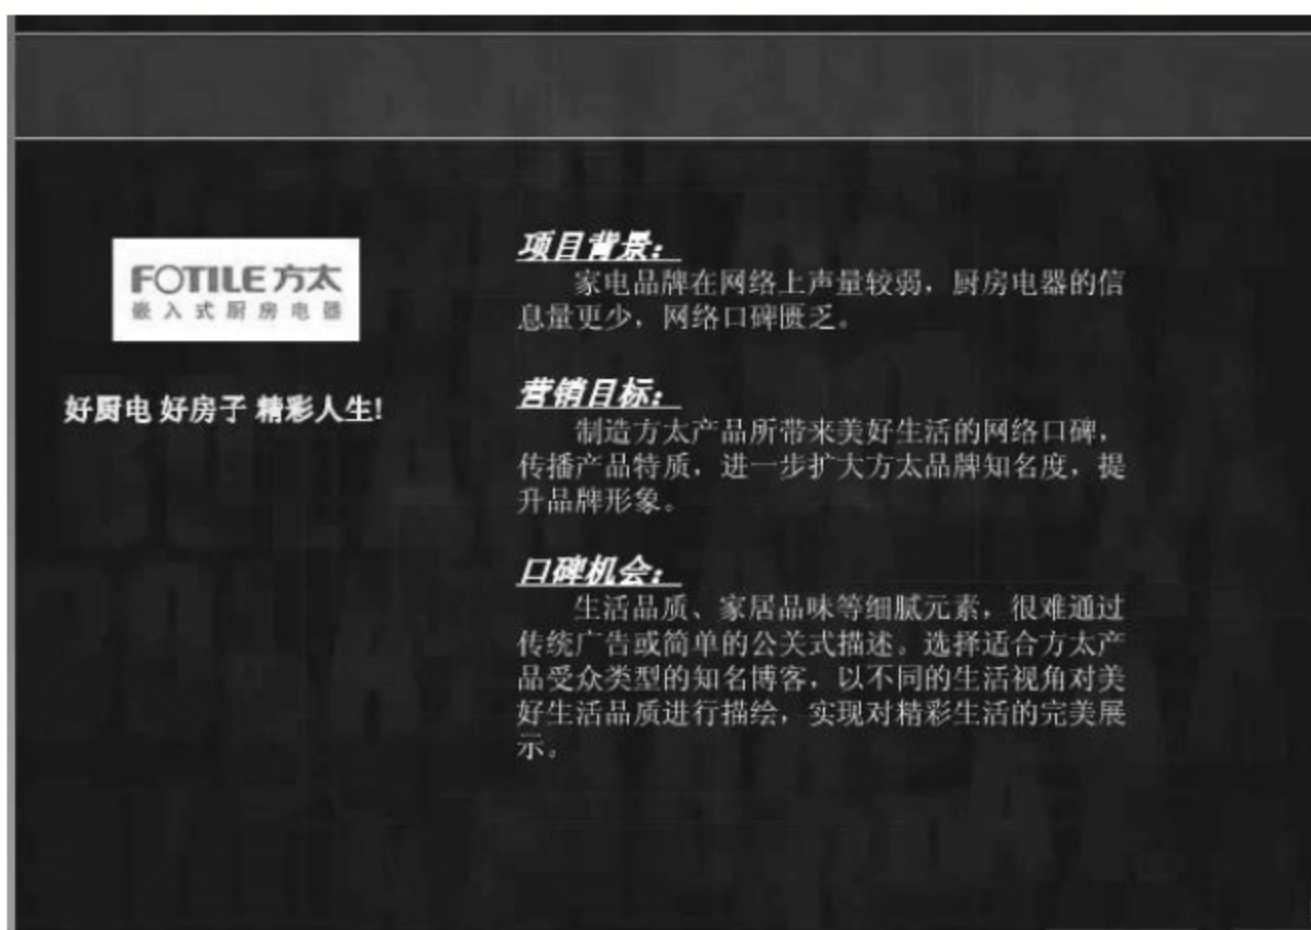 FOTILE 方太
嵌入式厨房电器
好厨电 好房子 精彩人生!
项目背景：
家电品牌在网络上声量较弱，厨房电器的信
息量更少，网络口碑匮乏。
营销目标：
制造方太产品所带来美好生活的网络口碑，
传播产品特质，进一步扩大方太品牌知名度，提
升品牌形象。
口碑机会：
生活品质、家居品味等细腻元素，很难通过
传统广告或简单的公关式描述。选择适合方太产
品受众类型的知名博客，以不同的生活视角对美
好生活品质进行描绘，实现对精彩生活的完美展
示。